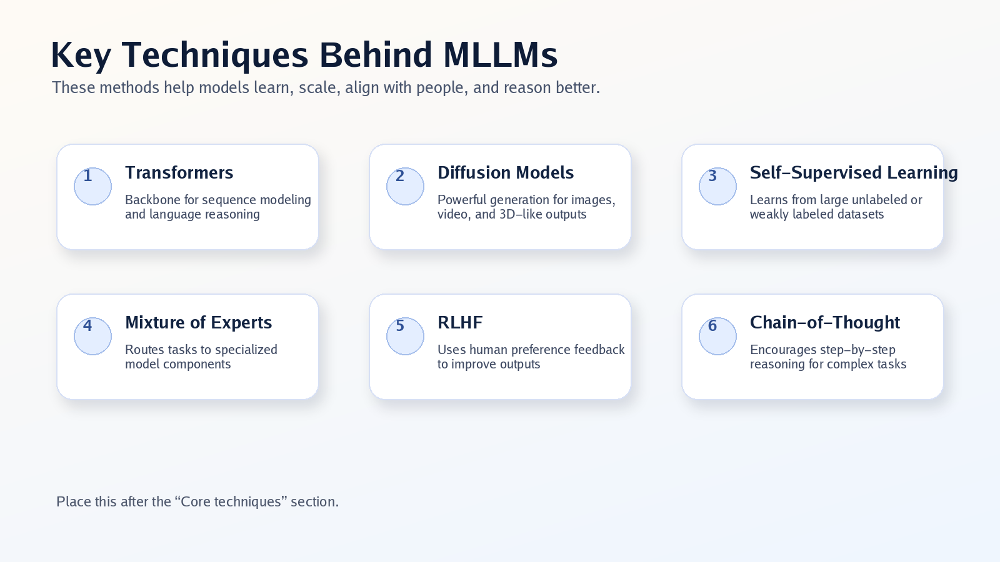 Key Techniques Behind MLLMs
These methods help models learn, scale, align with people, and reason better.
1
Transformers
Backbone for sequence modeling
and language reasoning
2
Diffusion Models
Powerful generation for images,
video, and 3D–like outputs
3
Self–Supervised Learning
Learns from large unlabeled or
weakly labeled datasets
4
Mixture of Experts
Routes tasks to specialized
model components
5
RLHF
Uses human preference feedback
to improve outputs
6
Chain–of–Thought
Encourages step–by–step
reasoning for complex tasks
Place this after the “Core techniques” section.